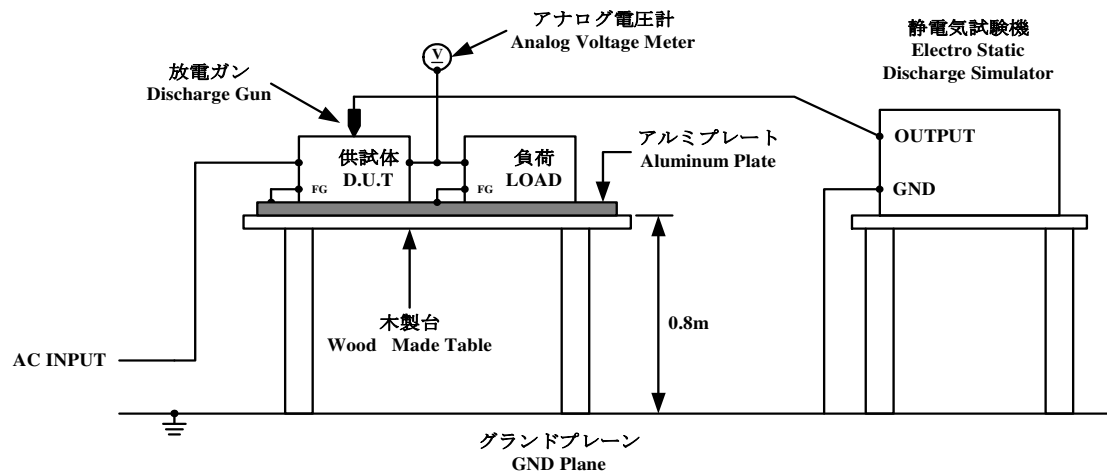 アナログ電圧計
Analog Voltage Meter
静電気試験機
Electro Static
Discharge Simulator
放電ガン
Discharge Gun
V
OUTPUT
アルミプレート
Aluminum Plate
供試体
D.U.T
負荷
LOAD
FG
FG
GND
木製台
Wood Made Table
0.8m
AC INPUT
グランドプレーン
GND Plane